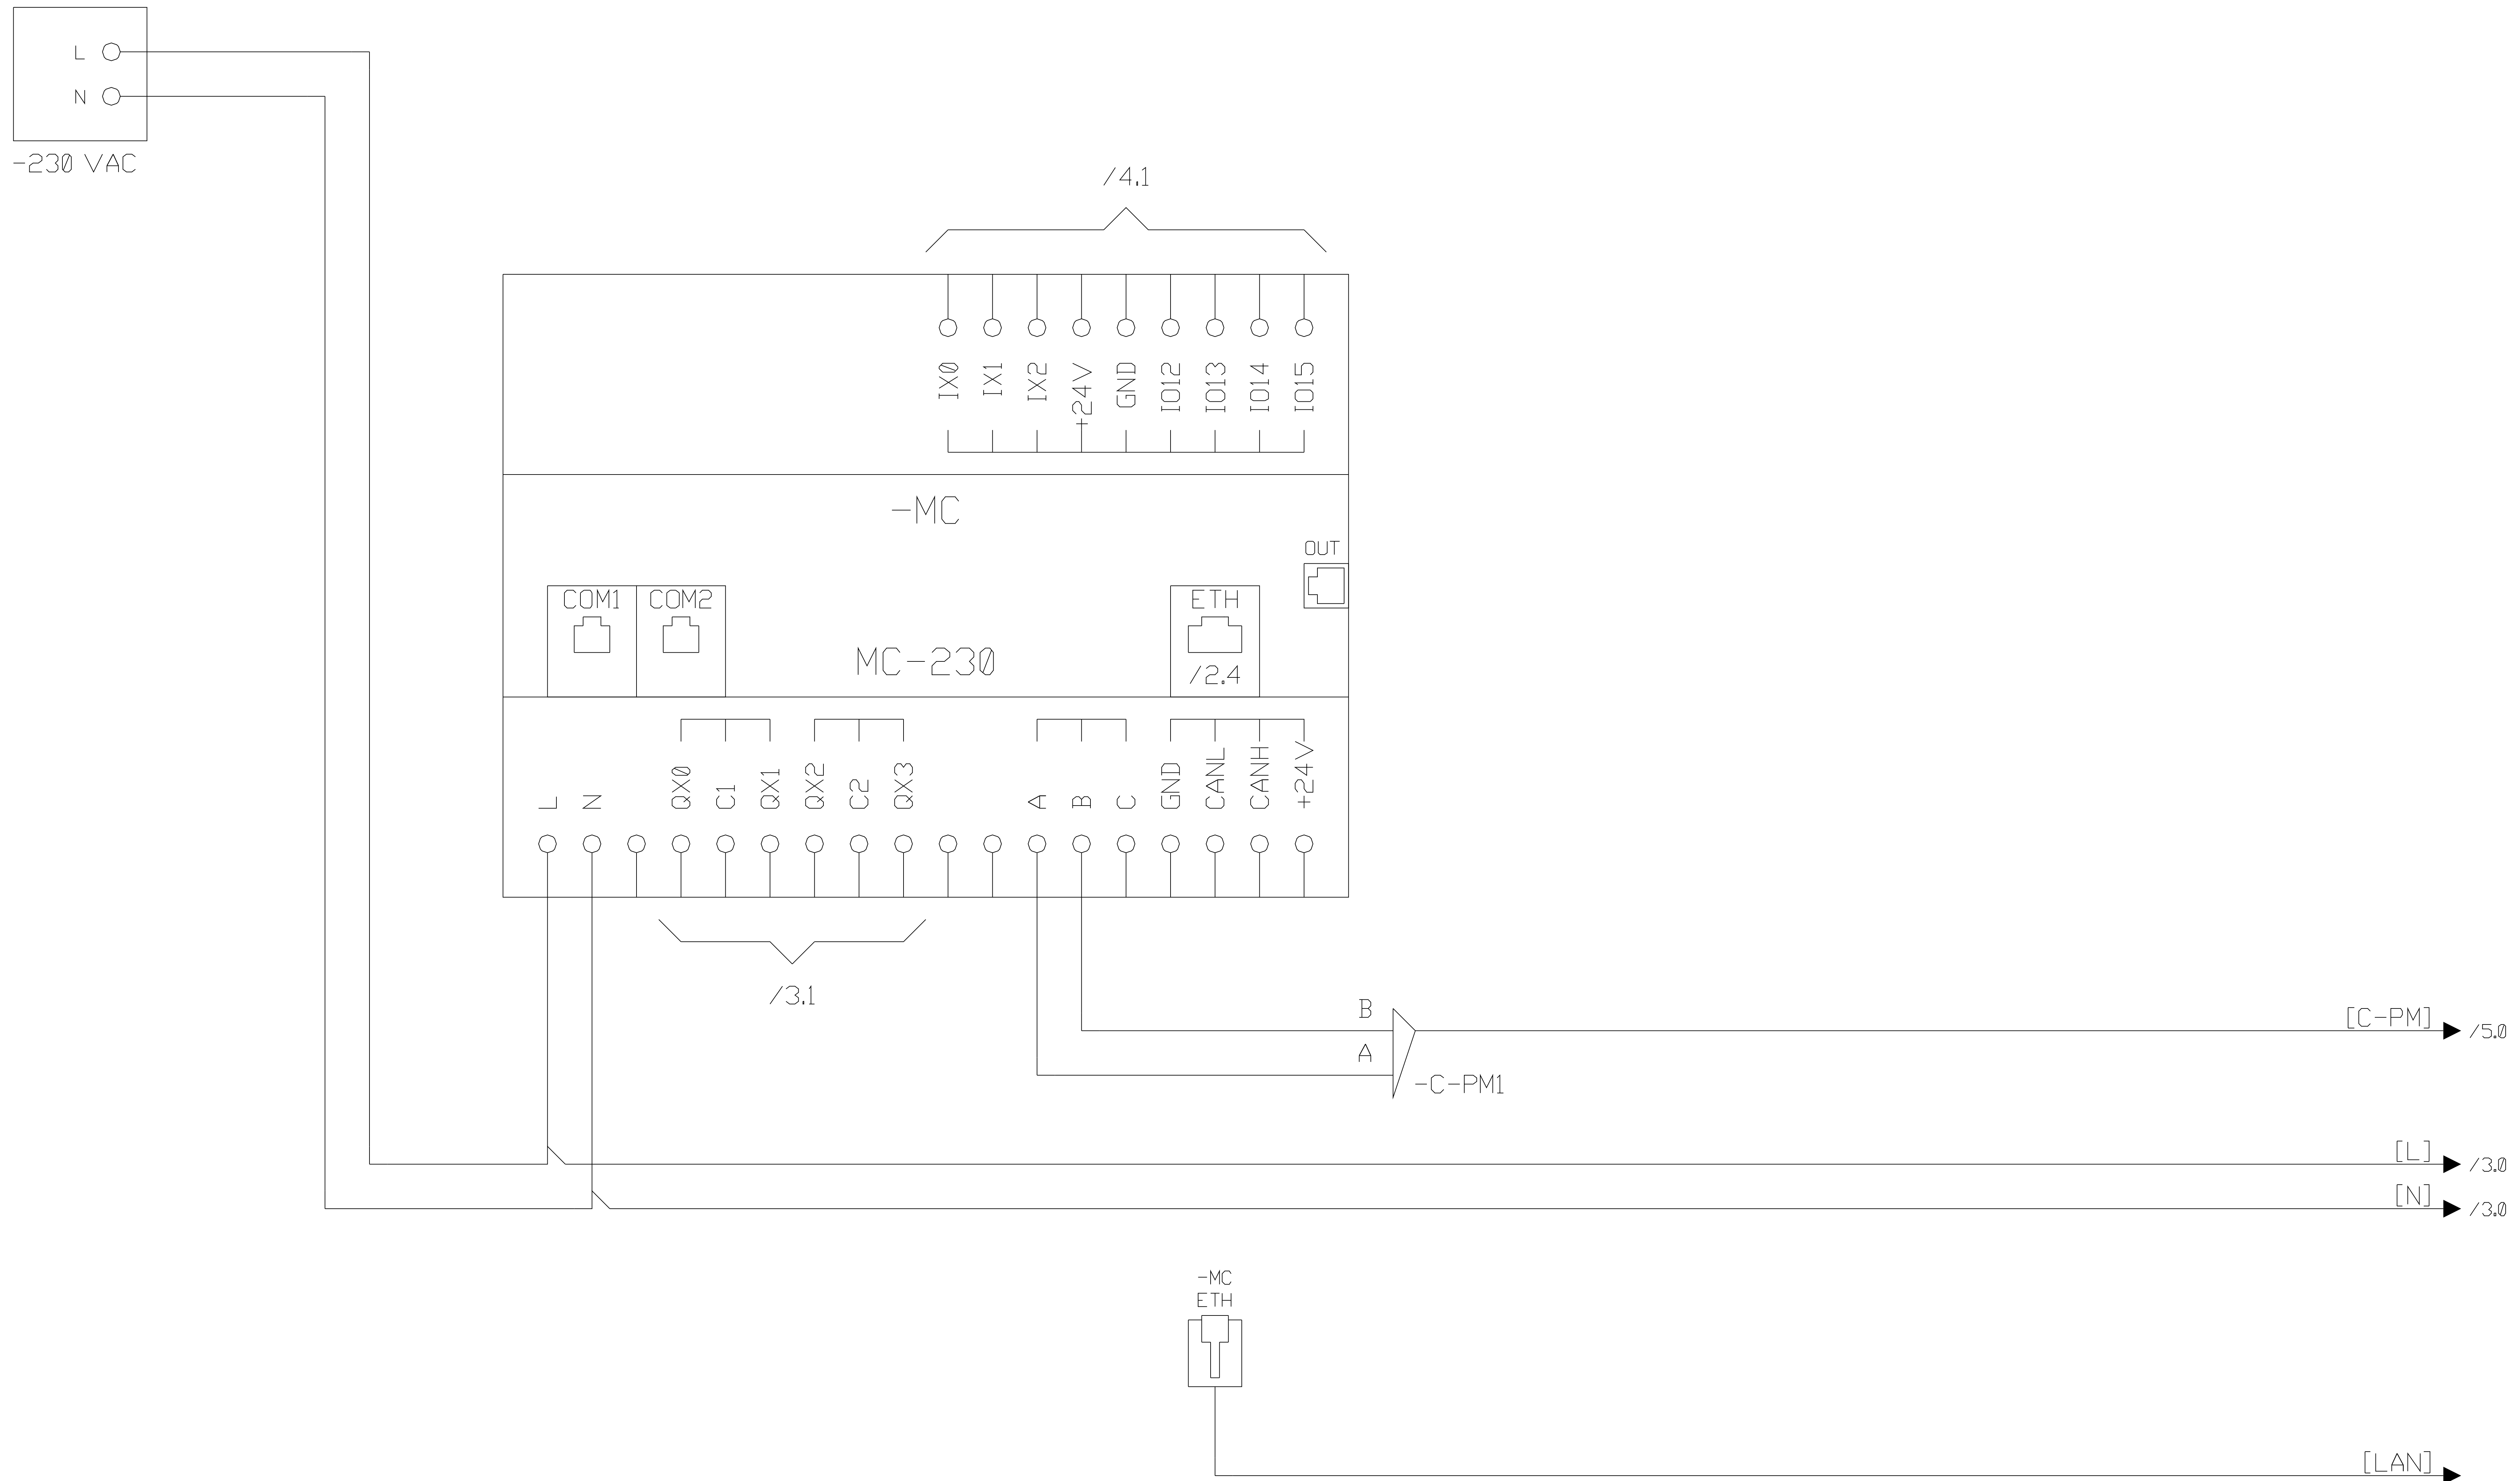 L
N
-230 VAC
/4.1
IX0 IX1 IX2 +24V GND IO12 IO13 IO14 IO15
-MC
OUT
COM1 COM2 ETH
MC-230
/2.4
L N QX0 C1 QX1 QX2 C2 QX3 A B C GND CANL CANH +24V
/3.1
B
[C-PM] /5.0
A
-C-PM1
[L] /3.0
[N] /3.0
-MC
ETH
[LAN]